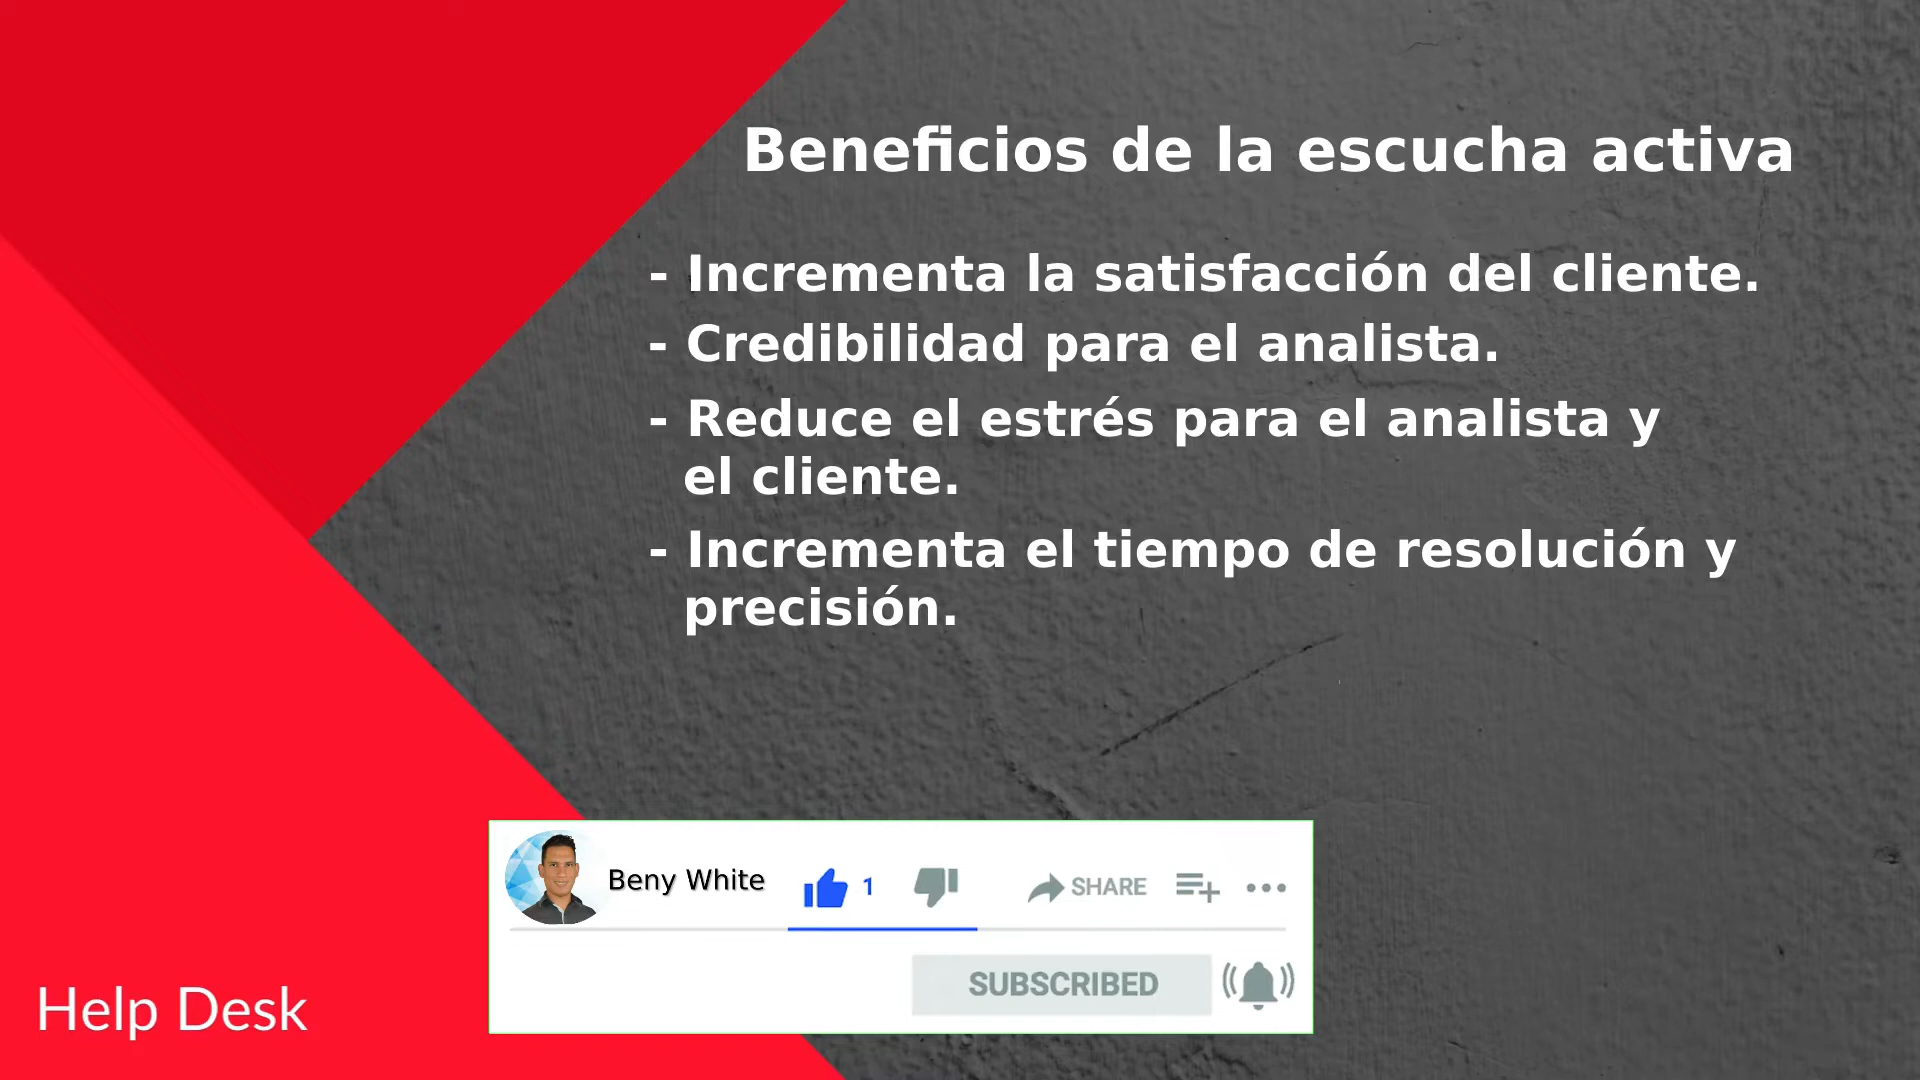 Beneficios de la escucha activa
- Incrementa la satisfacción del cliente.
- Credibilidad para el analista.
- Reduce el estrés para el analista y
el cliente.
- Incrementa el tiempo de resolución y
precisión.
Beny White
1
SHARE
SUBSCRIBED
Help Desk